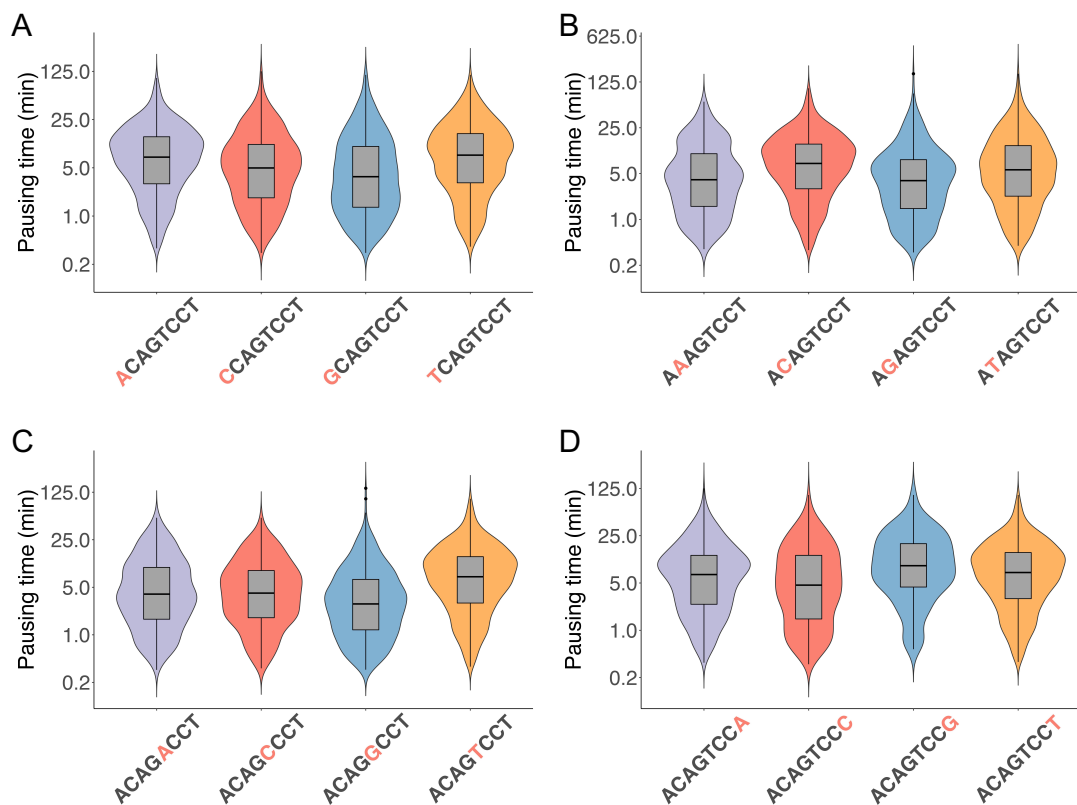 A
Pausing time (min)
125.0
25.0
5.0
1.0
0.2
ACAGTCCT
CCAGTCCT
GCAGTCCT
TCAGTCCT
B
Pausing time (min)
625.0
125.0
25.0
5.0
1.0
0.2
AAAGTCCT
ACAGTCCT
AGAGTCCT
ATAGTCCT
C
Pausing time (min)
125.0
25.0
5.0
1.0
0.2
ACAGACCT
ACAGCCCT
ACAGGCCT
ACAGTCCT
D
Pausing time (min)
125.0
25.0
5.0
1.0
0.2
ACAGTCCA
ACAGTCCC
ACAGTCCG
ACAGTCCT